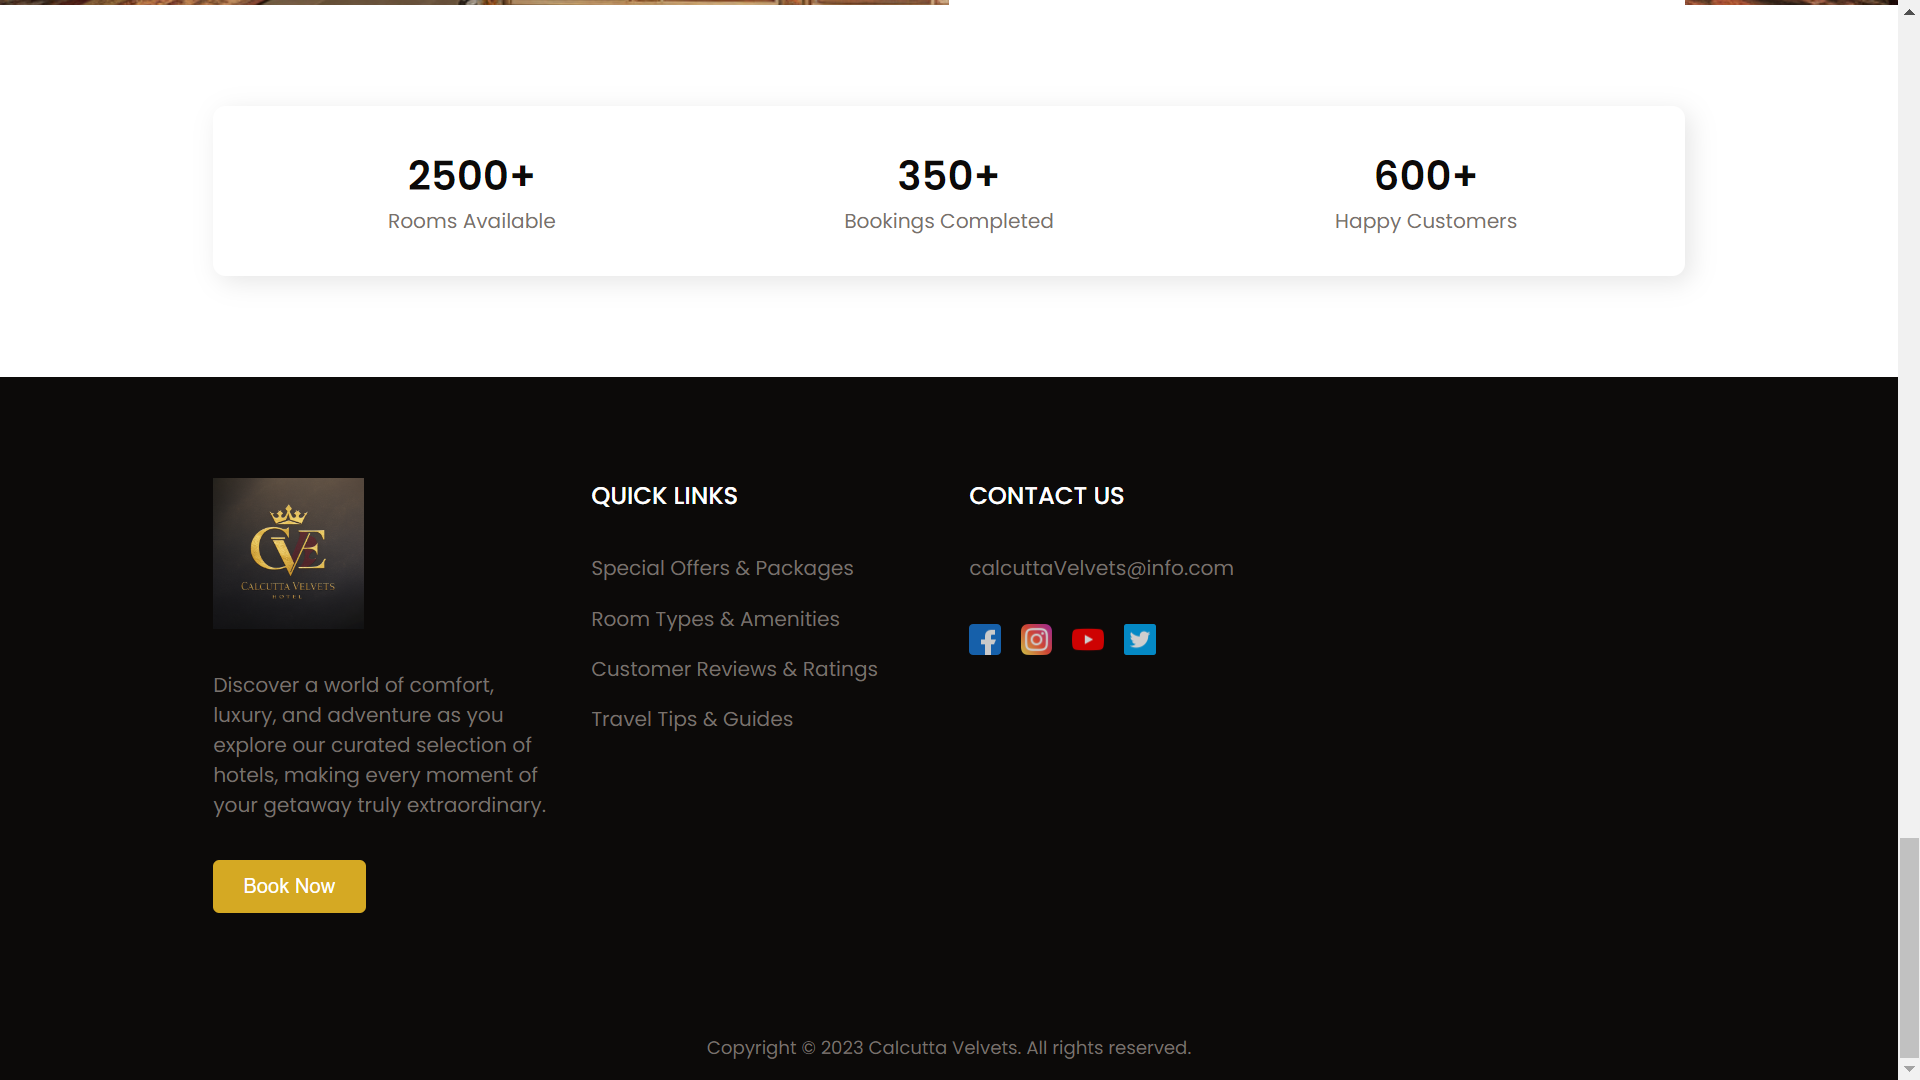 2500+
Rooms Available
350+
Bookings Completed
600+
Happy Customers
CALCUTTA VELVETS
HOTEL
Discover a world of comfort,
luxury, and adventure as you
explore our curated selection of
hotels, making every moment of
your getaway truly extraordinary.
Book Now
QUICK LINKS
Special Offers & Packages
Room Types & Amenities
Customer Reviews & Ratings
Travel Tips & Guides
CONTACT US
calcuttaVelvets@info.com
Copyright © 2023 Calcutta Velvets. All rights reserved.